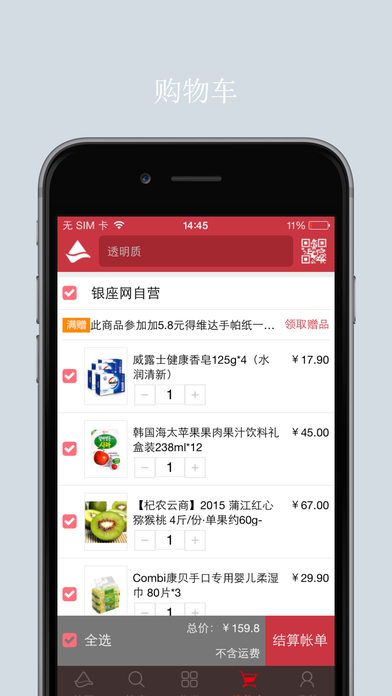 购物车
无 SIM 卡 14:45 11%
透明质
银座网自营
满赠 此商品参加加5.8元得维达手帕纸一… 领取赠品
威露士健康香皂125g*4（水 ￥17.90
润清新）
- 1 +
韩国海太苹果果肉果汁饮料礼 ￥45.00
盒装238ml*12
- 1 +
【杞农云商】2015 蒲江红心 ￥67.00
猕猴桃 4斤/份·单果约60g-
- 1 +
Combi康贝手口专用婴儿柔湿 ￥29.90
巾 80片*3
1
全选 总价：￥159.8 结算帐单
不含运费